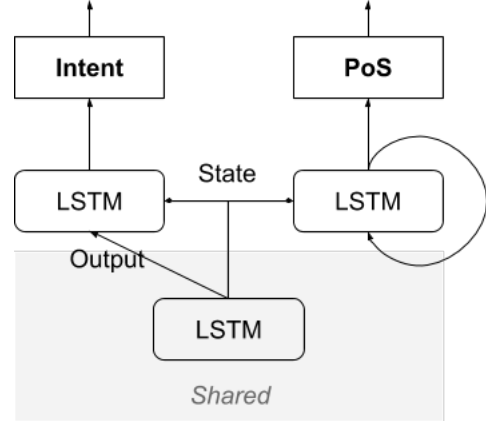 Intent
PoS
State
LSTM
LSTM
Output
LSTM
Shared